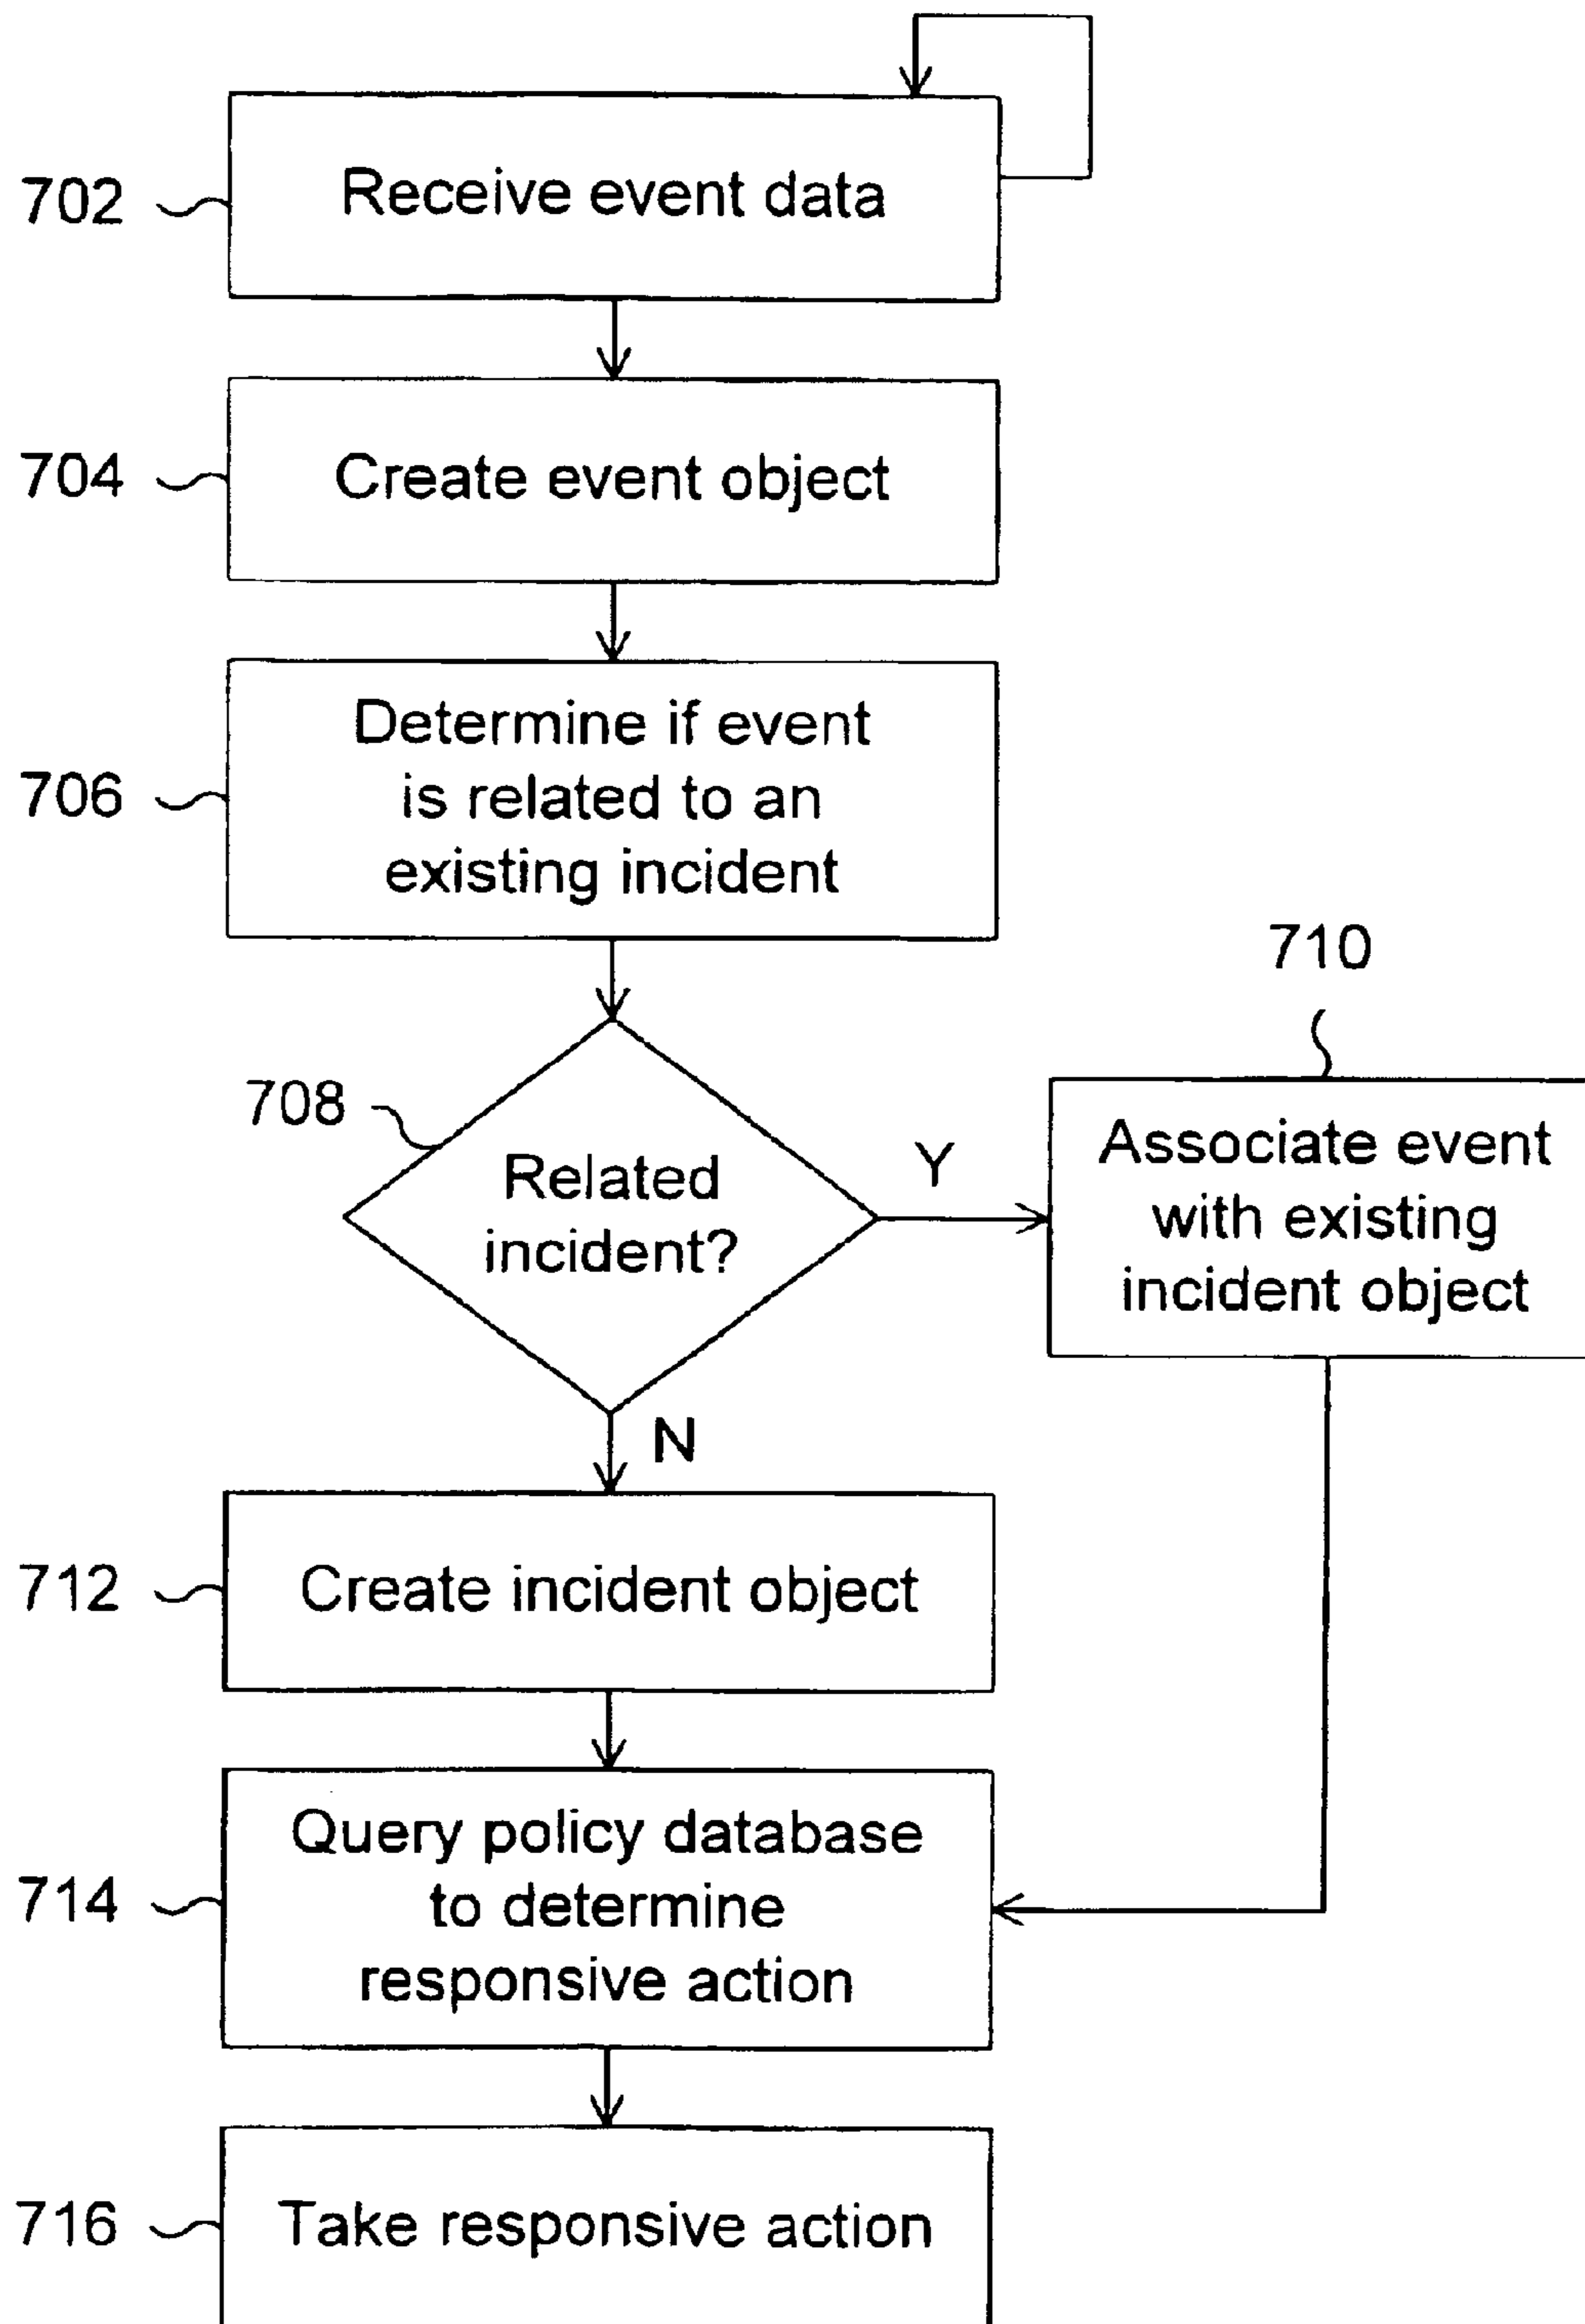 702
Receive event data
704
Create event object
706
Determine if event
is related to an
existing incident
708
Related
incident?
Y
N
710
Associate event
with existing
incident object
712
Create incident object
714
Query policy database
to determine
responsive action
716
Take responsive action